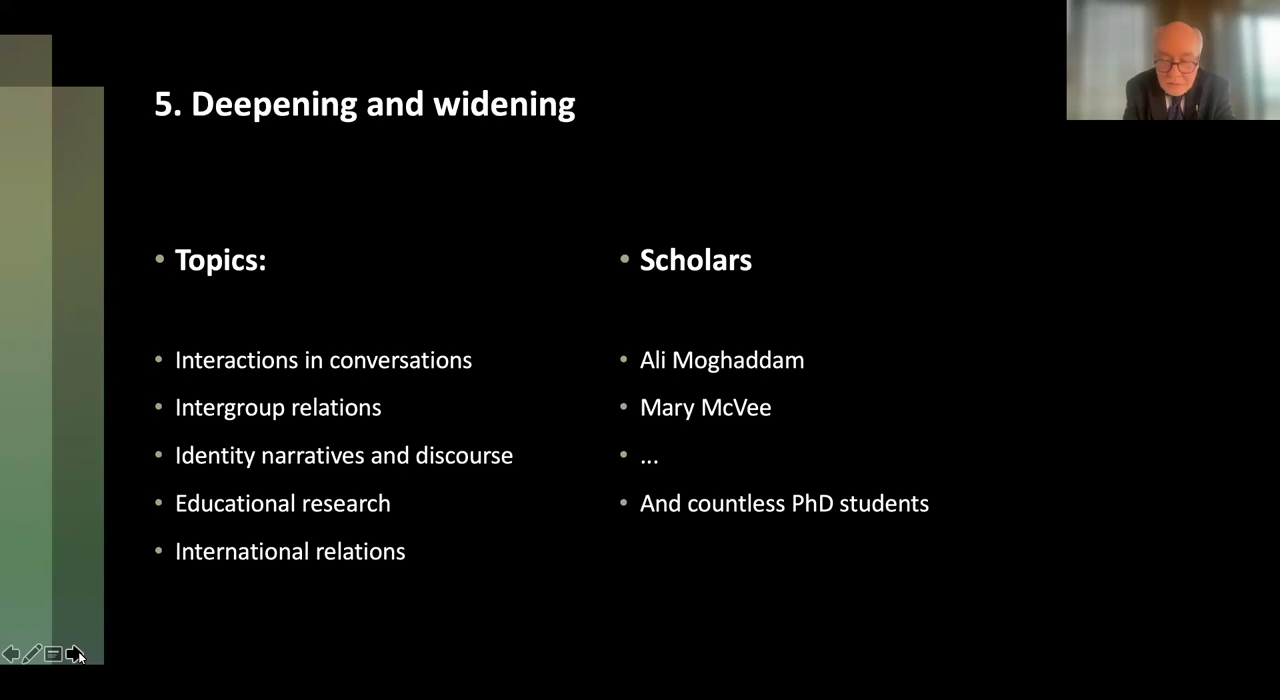 5. Deepening and widening
• Topics:
• Interactions in conversations
• Intergroup relations
• Identity narratives and discourse
• Educational research
• International relations
• Scholars
• Ali Moghaddam
• Mary McVee
• ...
• And countless PhD students